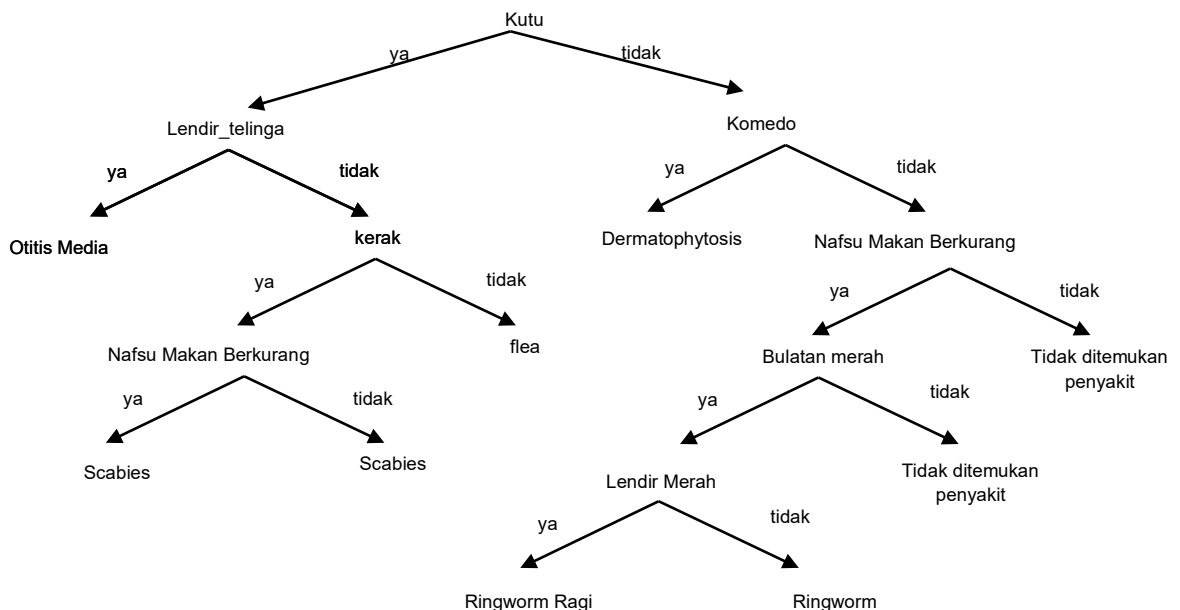 Kutu
ya
tidak
Lendir_telinga
Komedo
ya
tidak
ya
tidak
Otitis Media
kerak
Dermatophytosis
Nafsu Makan Berkurang
ya
tidak
ya
tidak
Nafsu Makan Berkurang
flea
Bulatan merah
Tidak ditemukan
penyakit
ya
tidak
ya
tidak
Scabies
Scabies
Lendir Merah
Tidak ditemukan
penyakit
ya
tidak
Ringworm Ragi
Ringworm